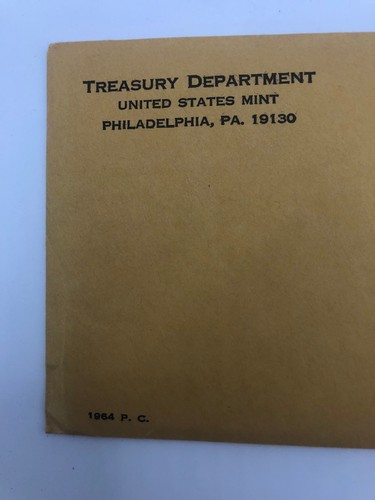 TREASURY DEPARTMENT
UNITED STATES MINT
PHILADELPHIA, PA. 19130
1964 P. C.